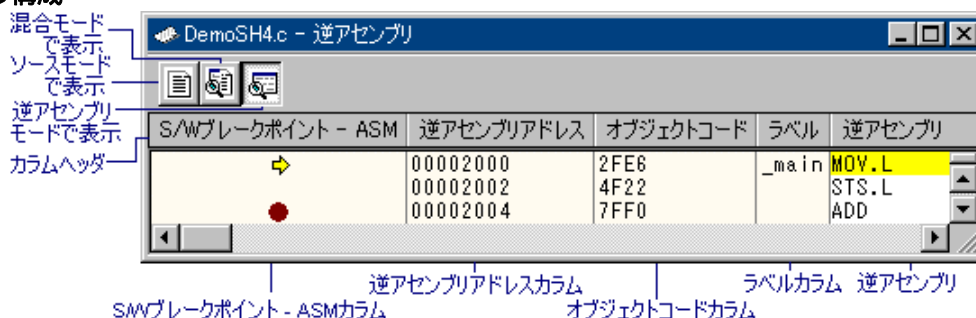 構成
混合モード
で表示
ソースモード
で表示
逆アセンブリ
モードで表示
カラムヘッダ
DemoSH4.c - 逆アセンブリ
S/Wブレークポイント - ASM 逆アセンブリアドレス オブジェクトコード ラベル 逆アセンブリ
00002000 2FE6 _main MOV.L
00002002 4F22 STS.L
00002004 7FF0 ADD
逆アセンブリアドレスカラム ラベルカラム 逆アセンブリ
S/Wブレークポイント - ASMカラム オブジェクトコードカラム